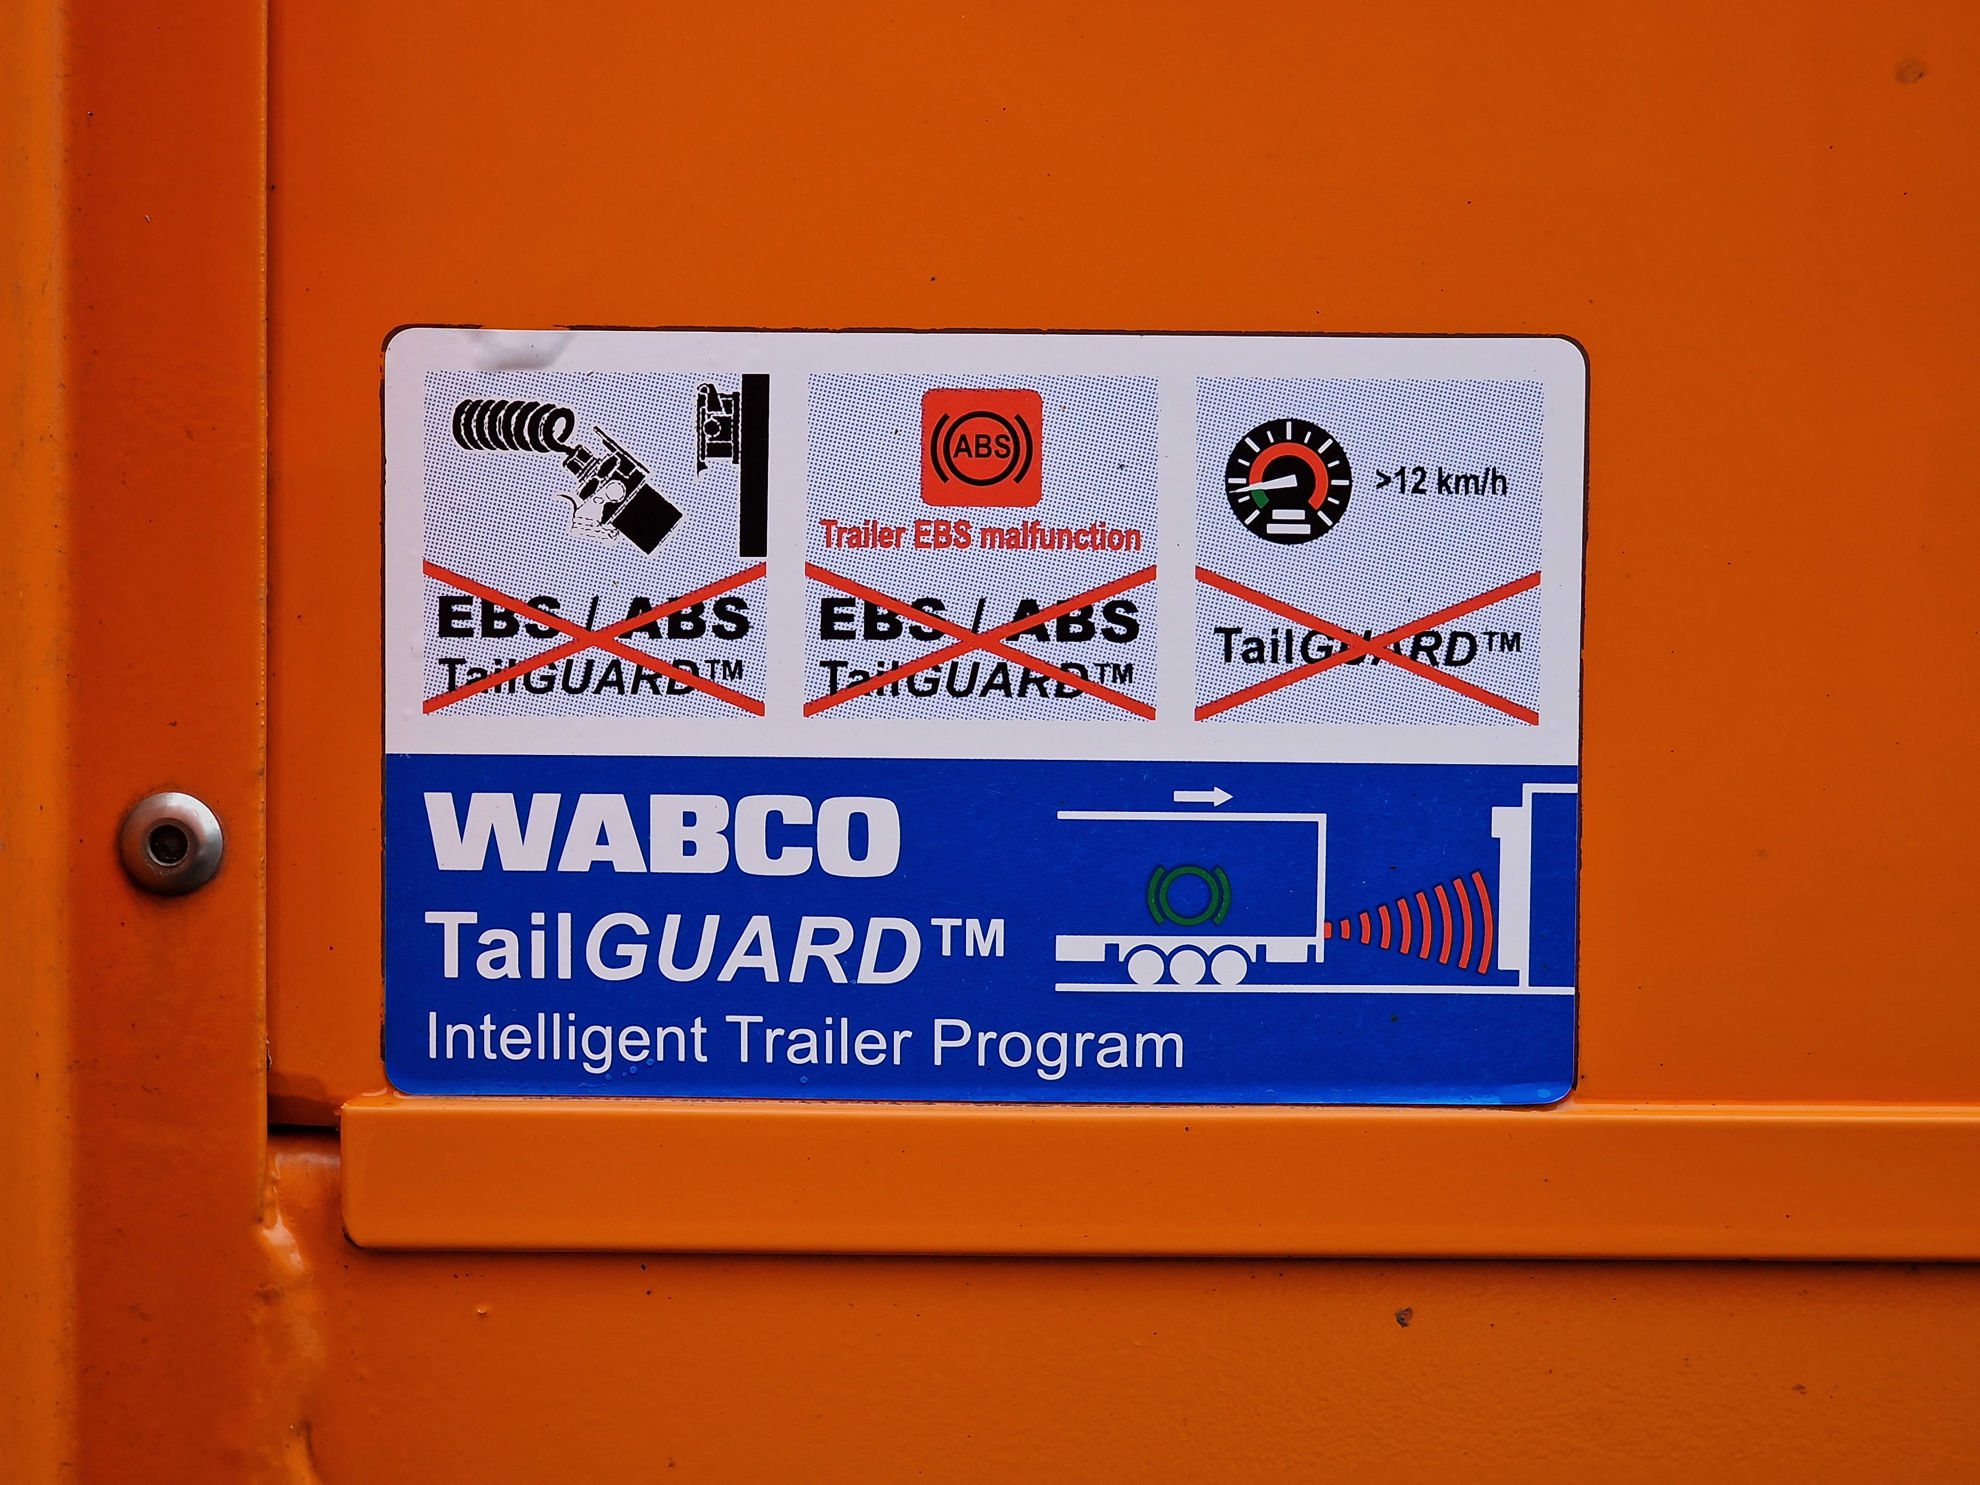 ABS
Trailer EBS malfunction
>12 km/h
EBS / ABS
TailGUARD™
EBS / ABS
TailGUARD™
TailGUARD™
WABCO
TailGUARD™
Intelligent Trailer Program